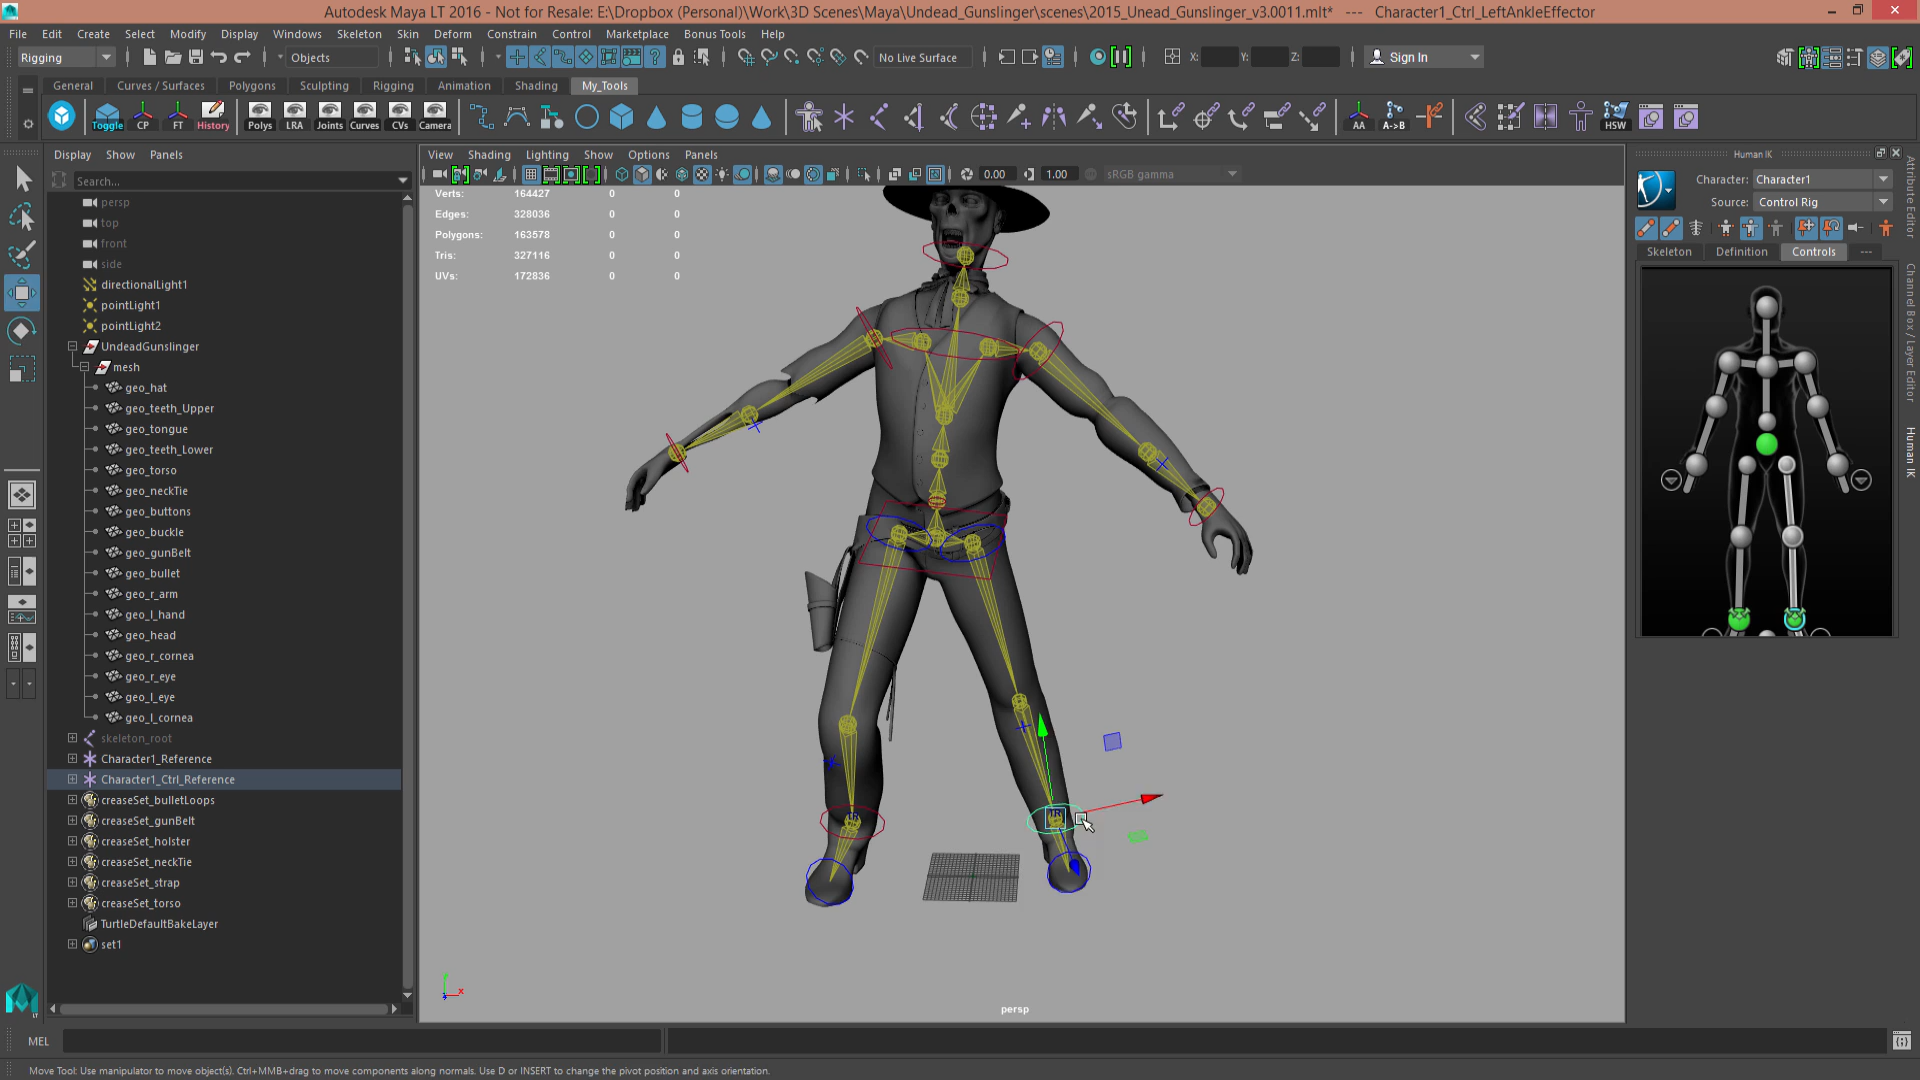 Autodesk Maya LT 2016 - Not for Resale: E:\Dropbox (Personal)\Work\3D Scenes\Maya\Undead_Gunslinger\scenes\2015_Unead_Gunslinger_v3.0011.mlt* --- Character1_Ctrl_LeftAnkleEffector
File Edit Create Select Modify Display Windows Skeleton Skin Deform Constrain Control Marketplace Bonus Tools Help
Rigging Objects No Live Surface X: Y: Z: Sign In
General Curves / Surfaces Polygons Sculpting Rigging Animation Shading My_Tools
Toggle CP FT History Polys LRA Joints Curves CVs Camera AA A->B HSW
Display Show Panels
View Shading Lighting Show Options Panels
Human IK
Search...
0.00 1.00 sRGB gamma
Character: Character1
Source: Control Rig
Skeleton Definition Controls ---
Attribute Editor
Channel Box / Layer Editor
Human IK
Verts: 164427 0 0
Edges: 328036 0 0
Polygons: 163578 0 0
Tris: 327116 0 0
UVs: 172836 0 0
persp
top
front
side
directionalLight1
pointLight1
pointLight2
UndeadGunslinger
mesh
geo_hat
geo_teeth_Upper
geo_tongue
geo_teeth_Lower
geo_torso
geo_neckTie
geo_buttons
geo_buckle
geo_gunBelt
geo_bullet
geo_r_arm
geo_l_hand
geo_head
geo_r_cornea
geo_r_eye
geo_l_eye
geo_l_cornea
skeleton_root
Character1_Reference
Character1_Ctrl_Reference
creaseSet_bulletLoops
creaseSet_gunBelt
creaseSet_holster
creaseSet_neckTie
creaseSet_strap
creaseSet_torso
TurtleDefaultBakeLayer
set1
y
x
persp
LT
MEL
Move Tool: Use manipulator to move object(s). Ctrl+MMB+drag to move components along normals. Use D or INSERT to change the pivot position and axis orientation.